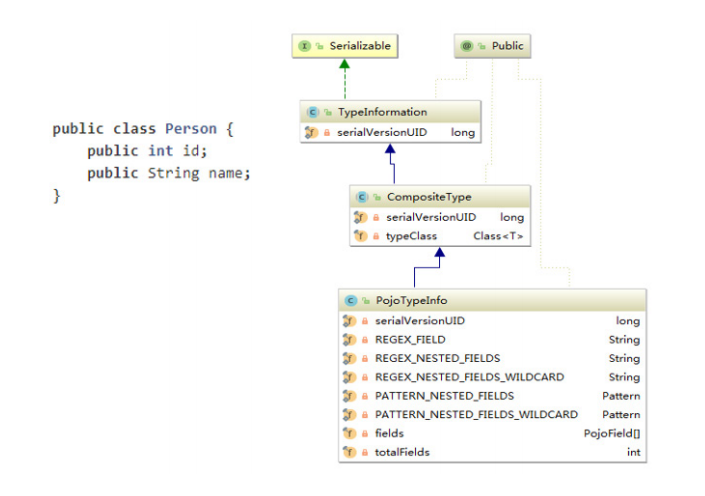 public class Person {
public int id;
public String name;
}
I Serializable
@ Public
C TypeInformation
f serialVersionUID long
C CompositeType
f serialVersionUID long
f typeClass Class<T>
C PojoTypeInfo
f serialVersionUID long
f REGEX_FIELD String
f REGEX_NESTED_FIELDS String
f REGEX_NESTED_FIELDS_WILDCARD String
f PATTERN_NESTED_FIELDS Pattern
f PATTERN_NESTED_FIELDS_WILDCARD Pattern
f fields PojoField[]
f totalFields int